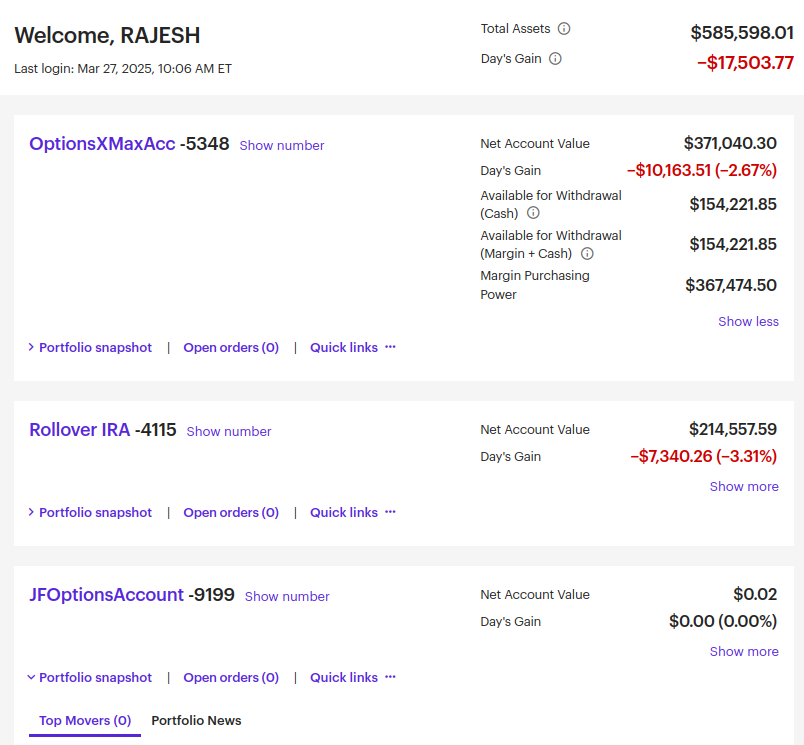 Welcome, RAJESH
Last login: Mar 27, 2025, 10:06 AM ET
Total Assets $585,598.01
Day's Gain −$17,503.77
OptionsXMaxAcc -5348 Show number
Net Account Value $371,040.30
Day's Gain −$10,163.51 (−2.67%)
Available for Withdrawal
(Cash) $154,221.85
Available for Withdrawal
(Margin + Cash) $154,221.85
Margin Purchasing
Power $367,474.50
Show less
Portfolio snapshot | Open orders (0) | Quick links ···
Rollover IRA -4115 Show number
Net Account Value $214,557.59
Day's Gain −$7,340.26 (−3.31%)
Show more
Portfolio snapshot | Open orders (0) | Quick links ···
JFOptionsAccount -9199 Show number
Net Account Value $0.02
Day's Gain $0.00 (0.00%)
Show more
Portfolio snapshot | Open orders (0) | Quick links ···
Top Movers (0) Portfolio News